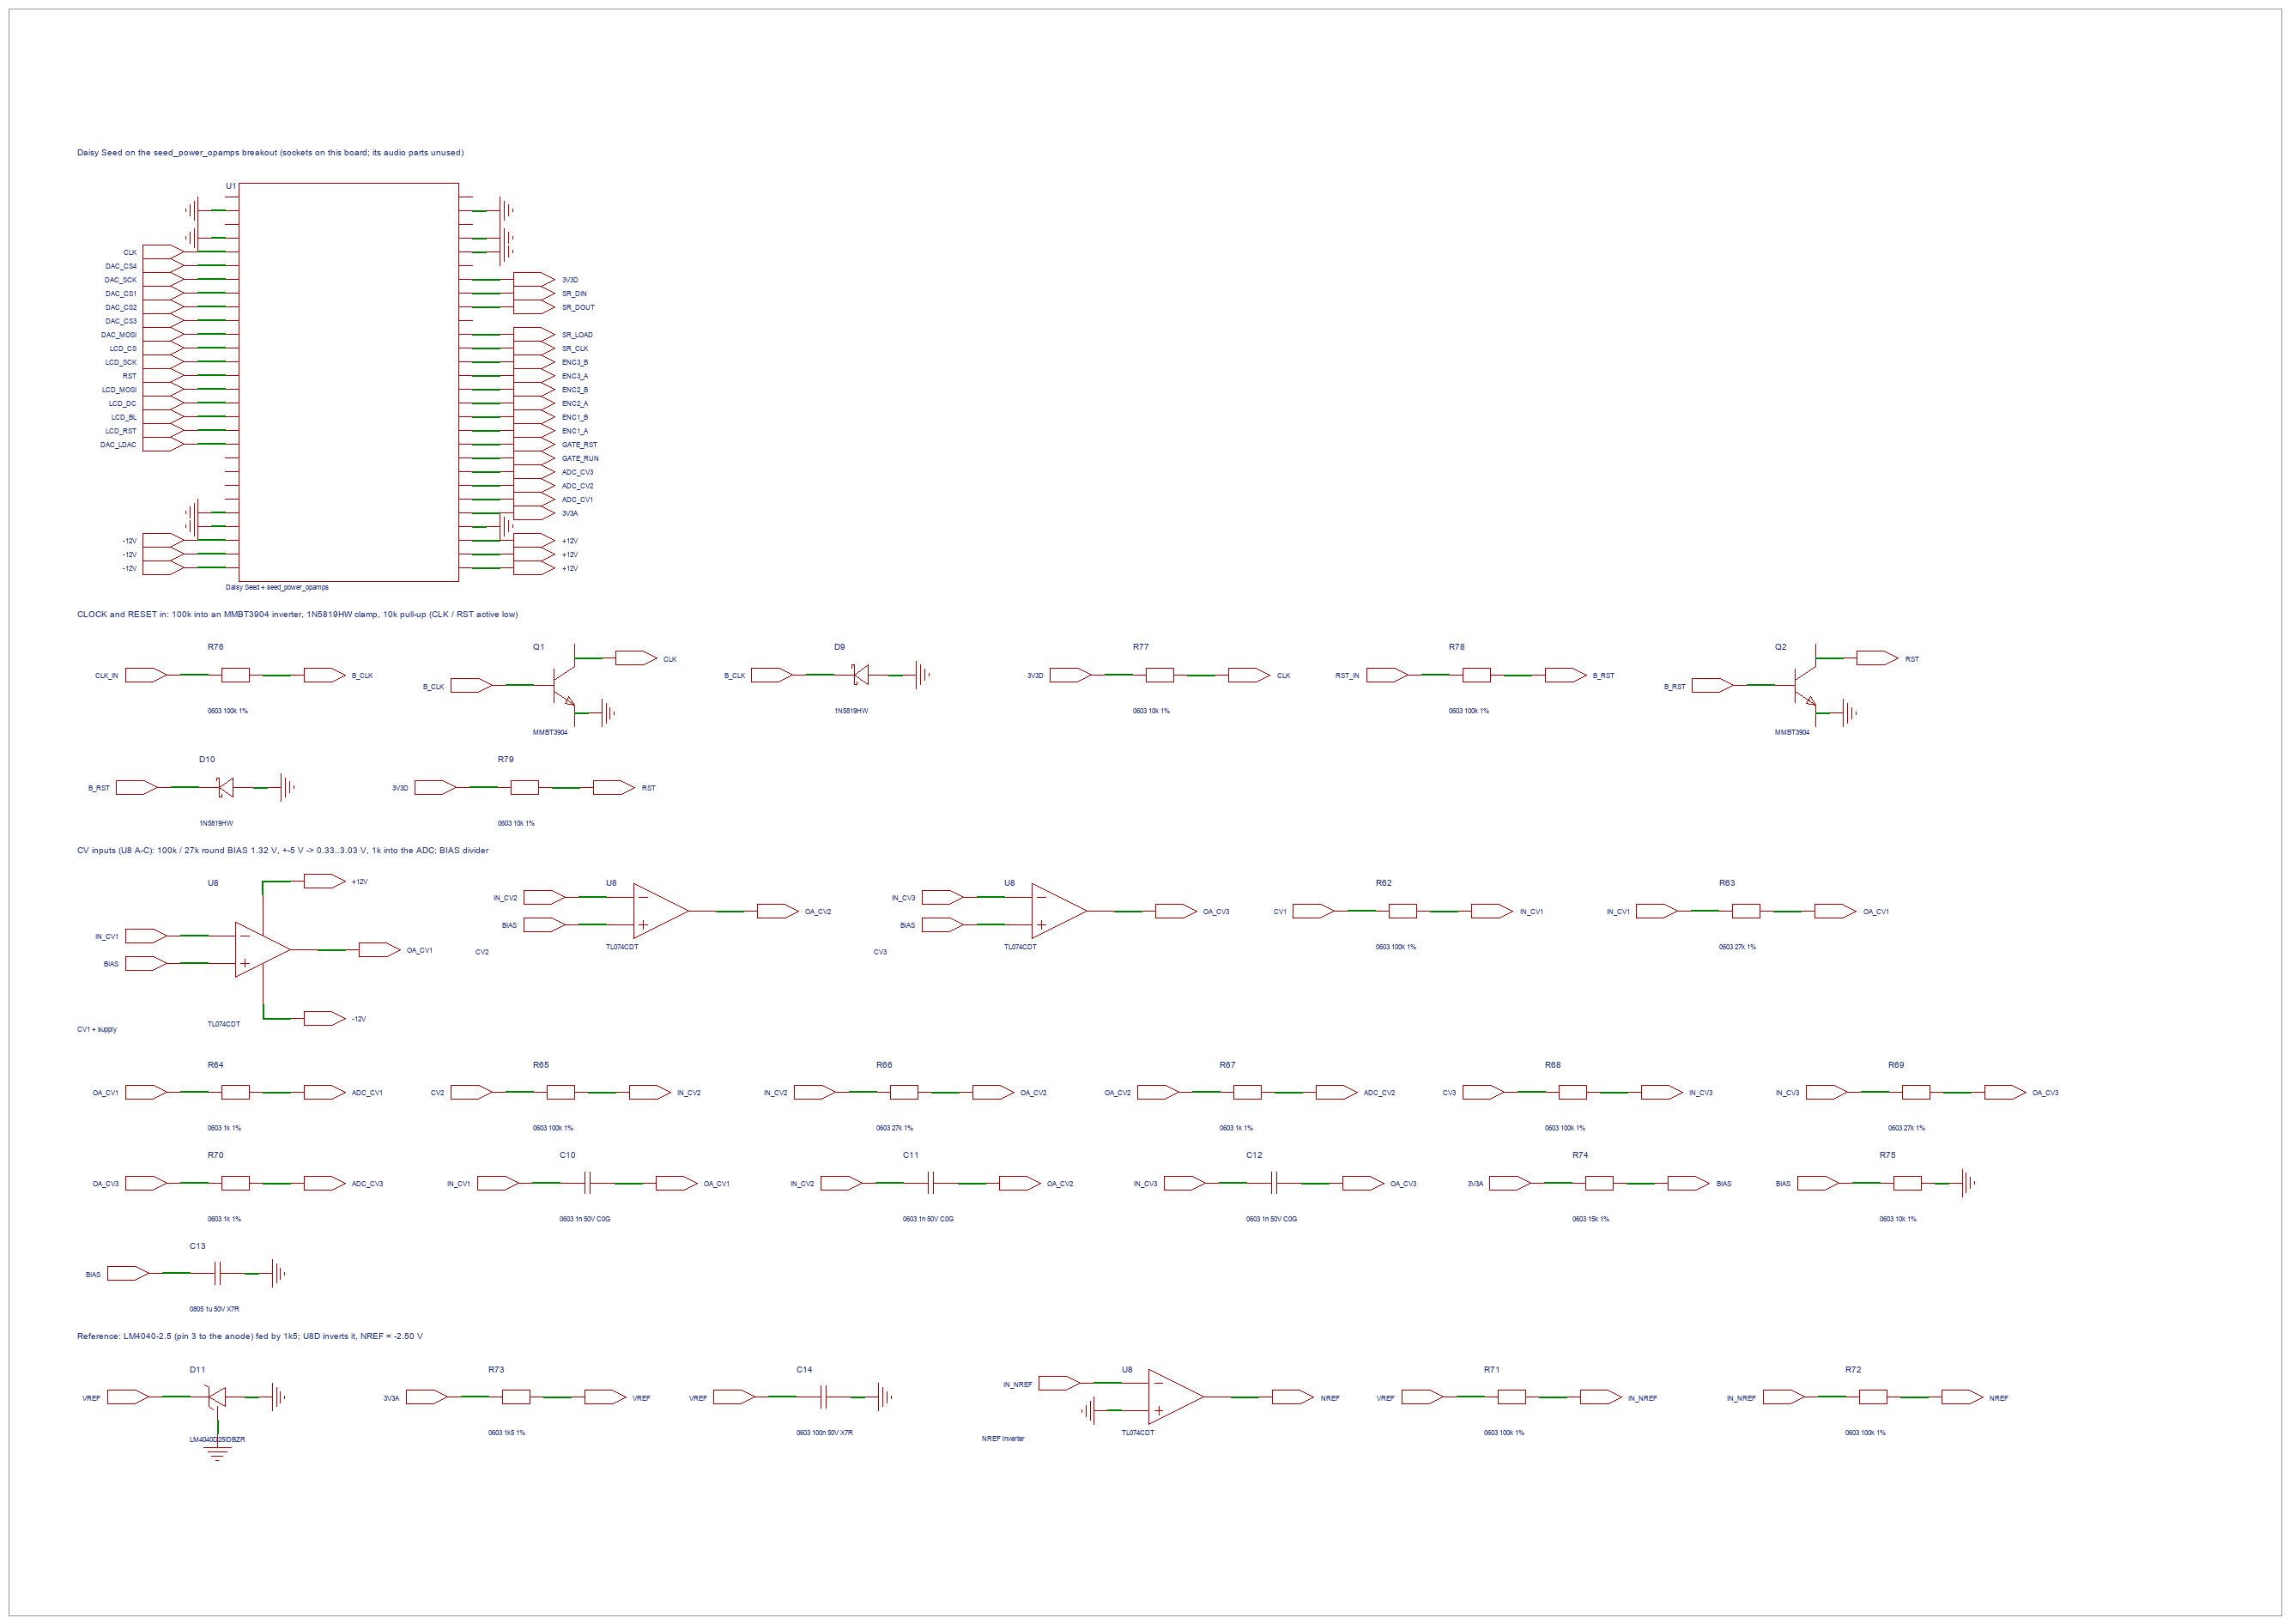 Daisy Seed on the seed_power_opamps breakout (sockets on this board; its audio parts unused)
U1
CLK
DAC_CS4
DAC_SCK
DAC_CS1
DAC_CS2
DAC_CS3
DAC_MOSI
LCD_CS
LCD_SCK
RST
LCD_MOSI
LCD_DC
LCD_BL
LCD_RST
DAC_LDAC
-12V
-12V
-12V
3V3D
SR_DIN
SR_DOUT
SR_LOAD
SR_CLK
ENC3_B
ENC3_A
ENC2_B
ENC2_A
ENC1_B
ENC1_A
GATE_RST
GATE_RUN
ADC_CV3
ADC_CV2
ADC_CV1
3V3A
+12V
+12V
+12V
Daisy Seed + seed_power_opamps
CLOCK and RESET in: 100k into an MMBT3904 inverter, 1N5819HW clamp, 10k pull-up (CLK / RST active low)
R76
CLK_IN
B_CLK
0603 100k 1%
Q1
B_CLK
CLK
MMBT3904
D9
B_CLK
1N5819HW
R77
3V3D
CLK
0603 10k 1%
R78
RST_IN
B_RST
0603 100k 1%
Q2
B_RST
RST
MMBT3904
D10
B_RST
1N5819HW
R79
3V3D
RST
0603 10k 1%
CV inputs (U8 A-C): 100k / 27k round BIAS 1.32 V, +-5 V -> 0.33..3.03 V, 1k into the ADC; BIAS divider
U8
+12V
IN_CV1
BIAS
OA_CV1
-12V
TL074CDT
CV1 + supply
U8
IN_CV2
BIAS
OA_CV2
TL074CDT
CV2
U8
IN_CV3
BIAS
OA_CV3
TL074CDT
CV3
R62
CV1
IN_CV1
0603 100k 1%
R63
IN_CV1
OA_CV1
0603 27k 1%
R64
OA_CV1
ADC_CV1
0603 1k 1%
R65
CV2
IN_CV2
0603 100k 1%
R66
IN_CV2
OA_CV2
0603 27k 1%
R67
OA_CV2
ADC_CV2
0603 1k 1%
R68
CV3
IN_CV3
0603 100k 1%
R69
IN_CV3
OA_CV3
0603 27k 1%
R70
OA_CV3
ADC_CV3
0603 1k 1%
C10
IN_CV1
OA_CV1
0603 1n 50V C0G
C11
IN_CV2
OA_CV2
0603 1n 50V C0G
C12
IN_CV3
OA_CV3
0603 1n 50V C0G
R74
3V3A
BIAS
0603 15k 1%
R75
BIAS
0603 10k 1%
C13
BIAS
0805 1u 50V X7R
Reference: LM4040-2.5 (pin 3 to the anode) fed by 1k5; U8D inverts it, NREF = -2.50 V
D11
VREF
LM4040D25IDBZR
R73
3V3A
VREF
0603 1k5 1%
C14
VREF
0603 100n 50V X7R
U8
IN_NREF
NREF
TL074CDT
NREF inverter
R71
VREF
IN_NREF
0603 100k 1%
R72
IN_NREF
NREF
0603 100k 1%